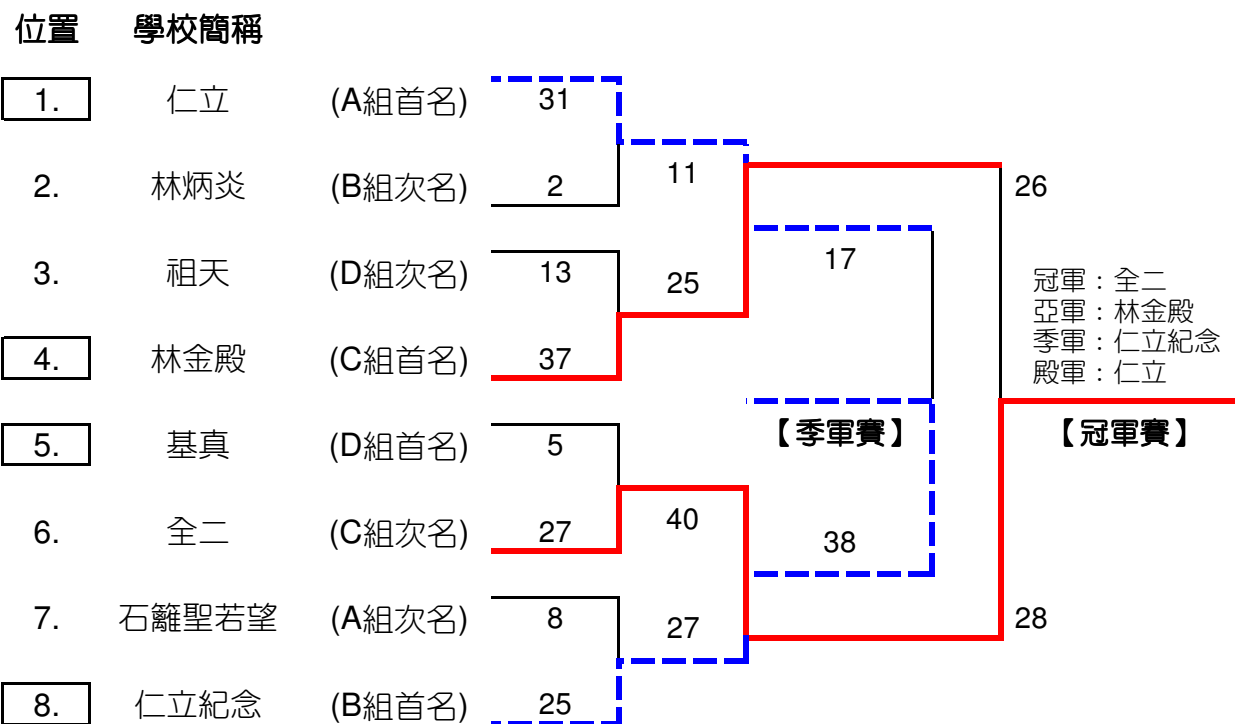 位置 學校簡稱
1. 仁立 (A組首名) 31
2. 林炳炎 (B組次名) 2
11
26
3. 祖天 (D組次名) 13
25
17
4. 林金殿 (C組首名) 37
冠軍：全二
亞軍：林金殿
季軍：仁立紀念
殿軍：仁立
5. 基真 (D組首名) 5
【季軍賽】 【冠軍賽】
6. 全二 (C組次名) 27
40
38
7. 石籬聖若望 (A組次名) 8
27
28
8. 仁立紀念 (B組首名) 25